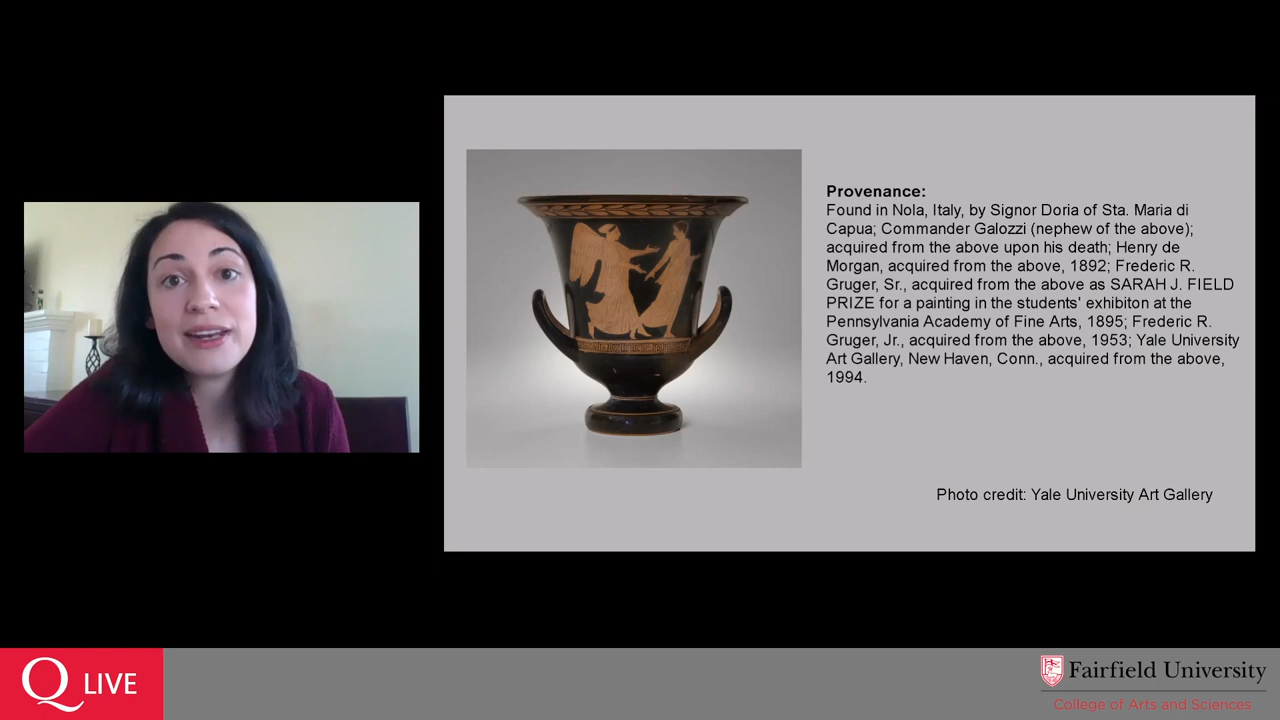 Provenance:
Found in Nola, Italy, by Signor Doria of Sta. Maria di
Capua; Commander Galozzi (nephew of the above);
acquired from the above upon his death; Henry de
Morgan, acquired from the above, 1892; Frederic R.
Gruger, Sr., acquired from the above as SARAH J. FIELD
PRIZE for a painting in the students' exhibiton at the
Pennsylvania Academy of Fine Arts, 1895; Frederic R.
Gruger, Jr., acquired from the above, 1953; Yale University
Art Gallery, New Haven, Conn., acquired from the above,
1994.
Photo credit: Yale University Art Gallery
Q LIVE
Fairfield University
College of Arts and Sciences